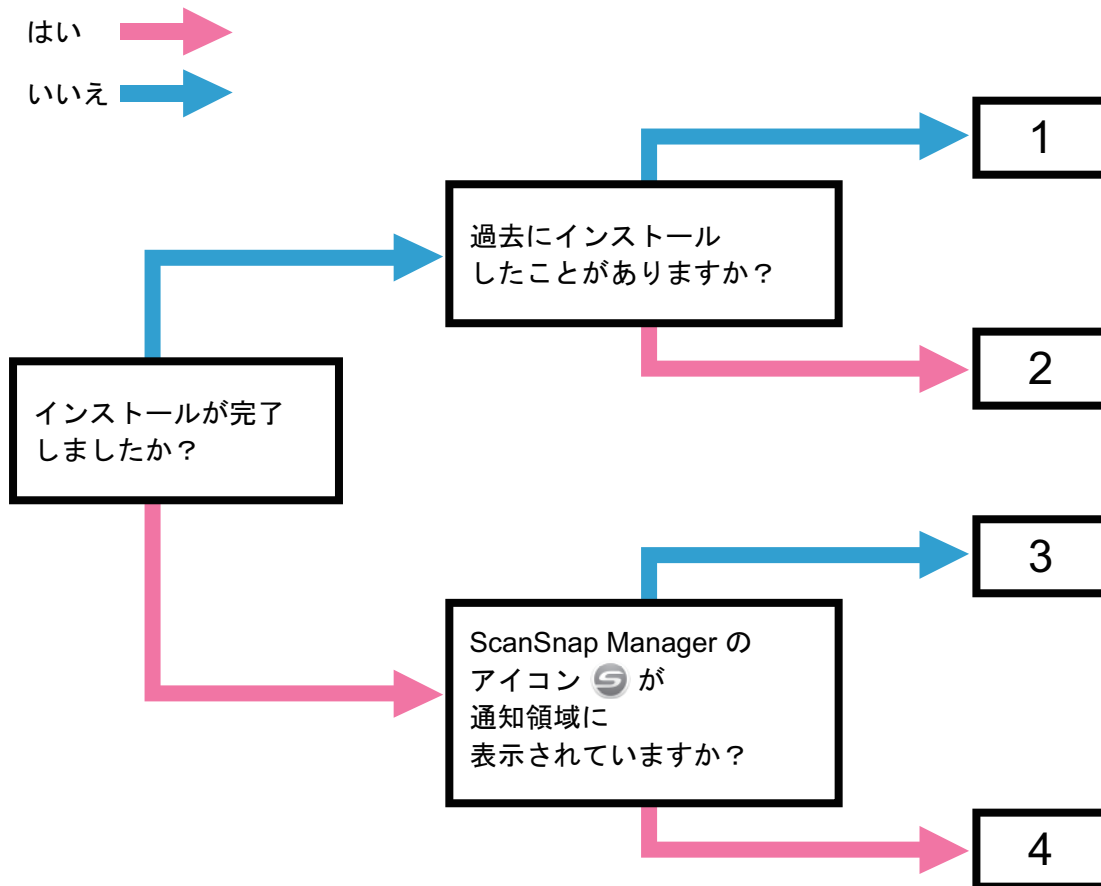 はい
いいえ
1
過去にインストール
したことがありますか？
2
インストールが完了
しましたか？
3
ScanSnap Manager の
アイコン が
通知領域に
表示されていますか？
4